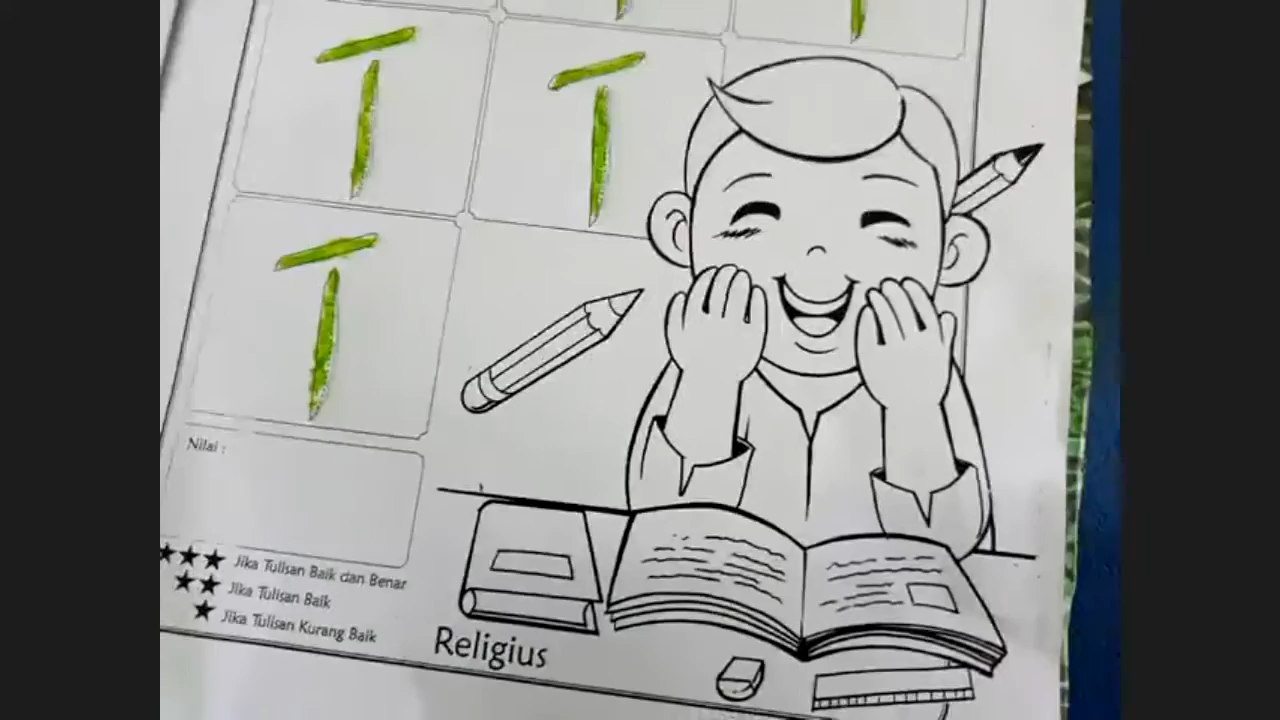 T T
T
Nilai :
★★★ Jika Tulisan Baik dan Benar
★★ Jika Tulisan Baik
★ Jika Tulisan Kurang Baik
Religius